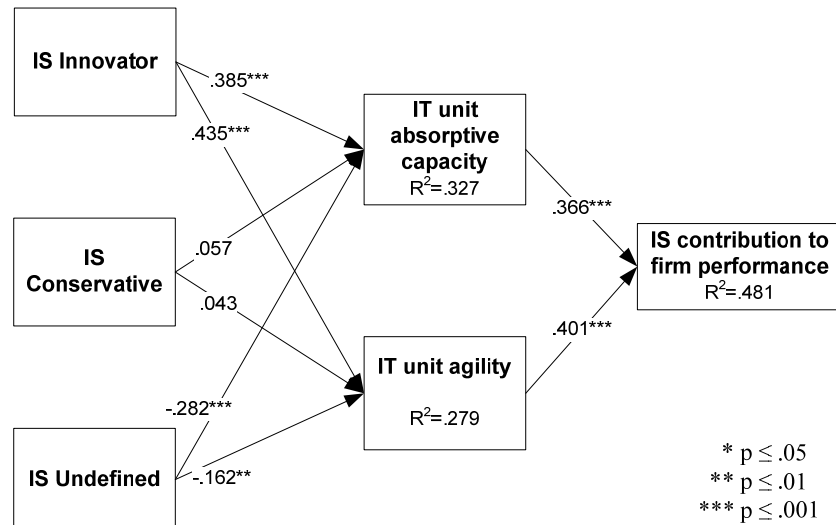 IS Innovator
.385***
.435***
IT unit
absorptive
capacity
R²=.327
.366***
IS
Conservative
.057
.043
IS contribution to
firm performance
R²=.481
.401***
IT unit agility
R²=.279
-.282***
-.162**
IS Undefined
* p ≤ .05
** p ≤ .01
*** p ≤ .001